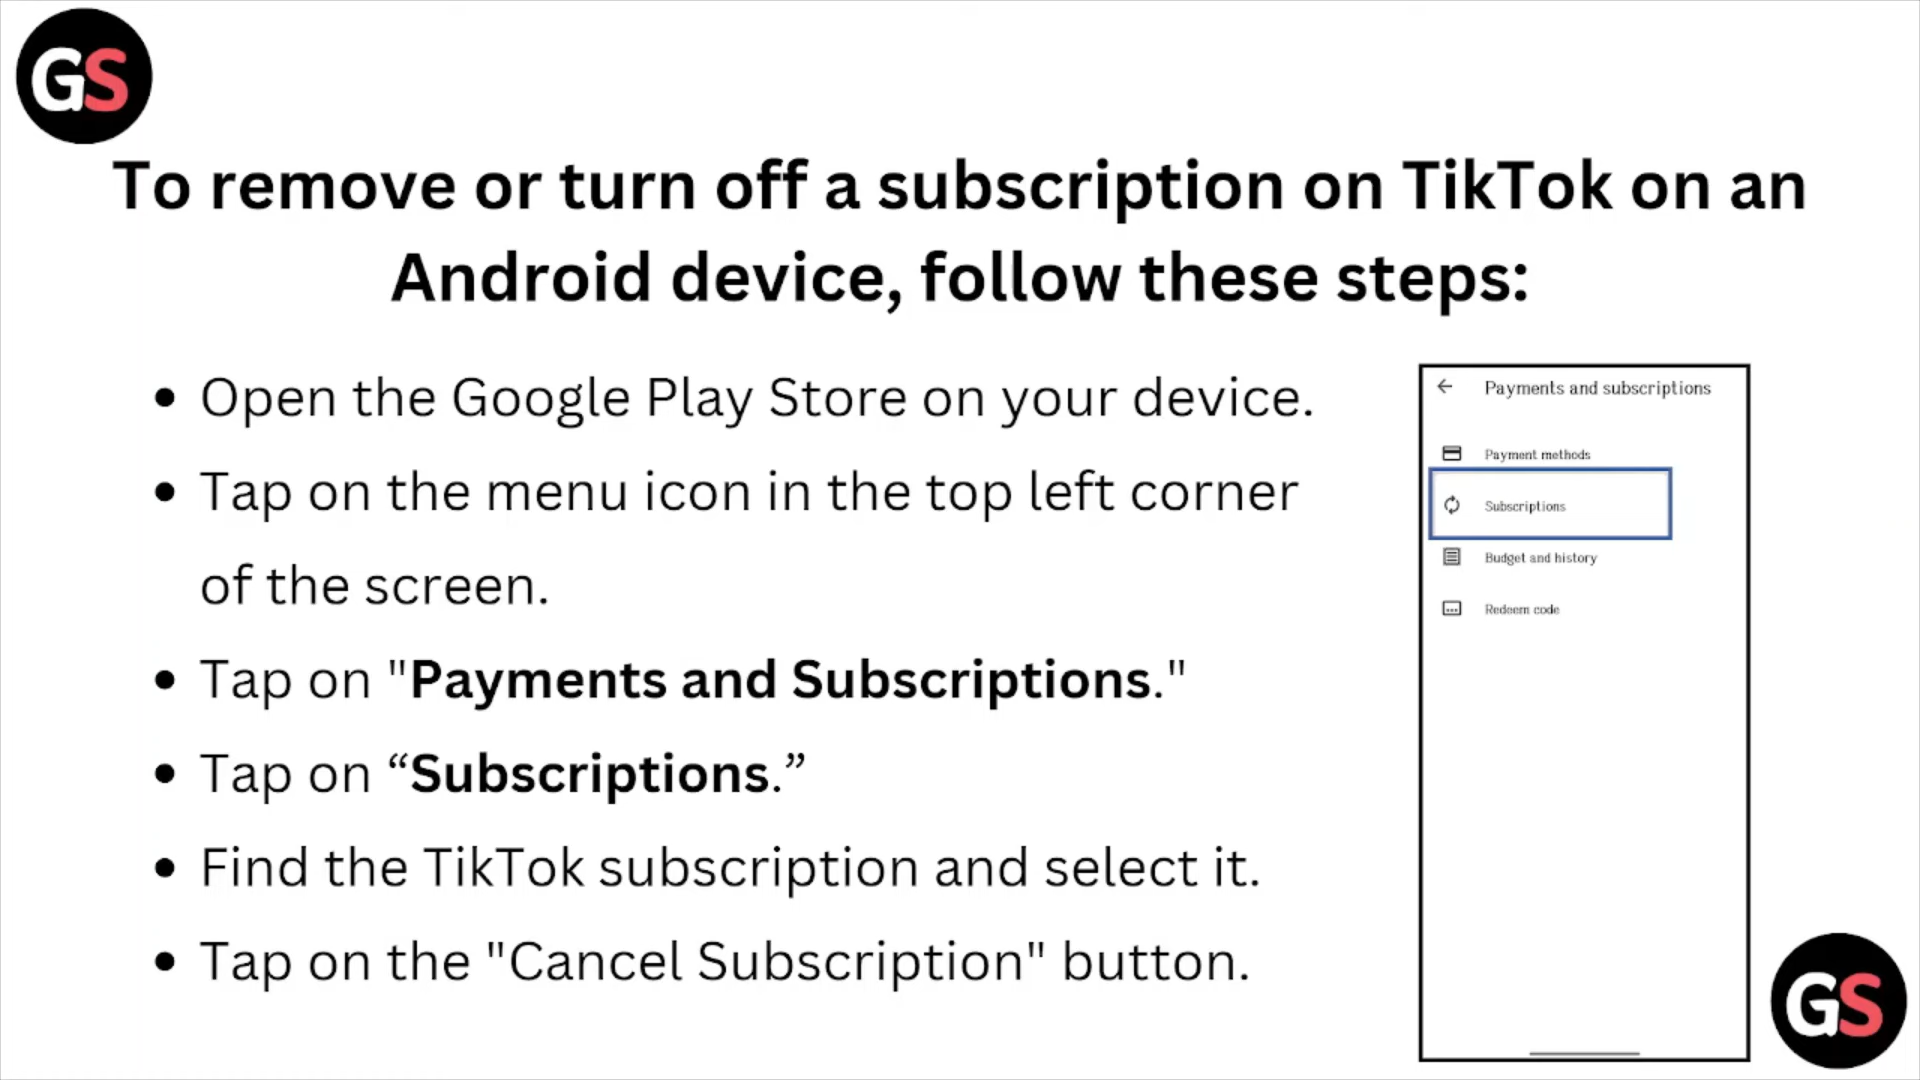 GS
To remove or turn off a subscription on TikTok on an
Android device, follow these steps:
• Open the Google Play Store on your device.
• Tap on the menu icon in the top left corner
of the screen.
• Tap on "Payments and Subscriptions."
• Tap on “Subscriptions.”
• Find the TikTok subscription and select it.
• Tap on the "Cancel Subscription" button.
Payments and subscriptions
Payment methods
Subscriptions
Budget and history
Redeem code
GS